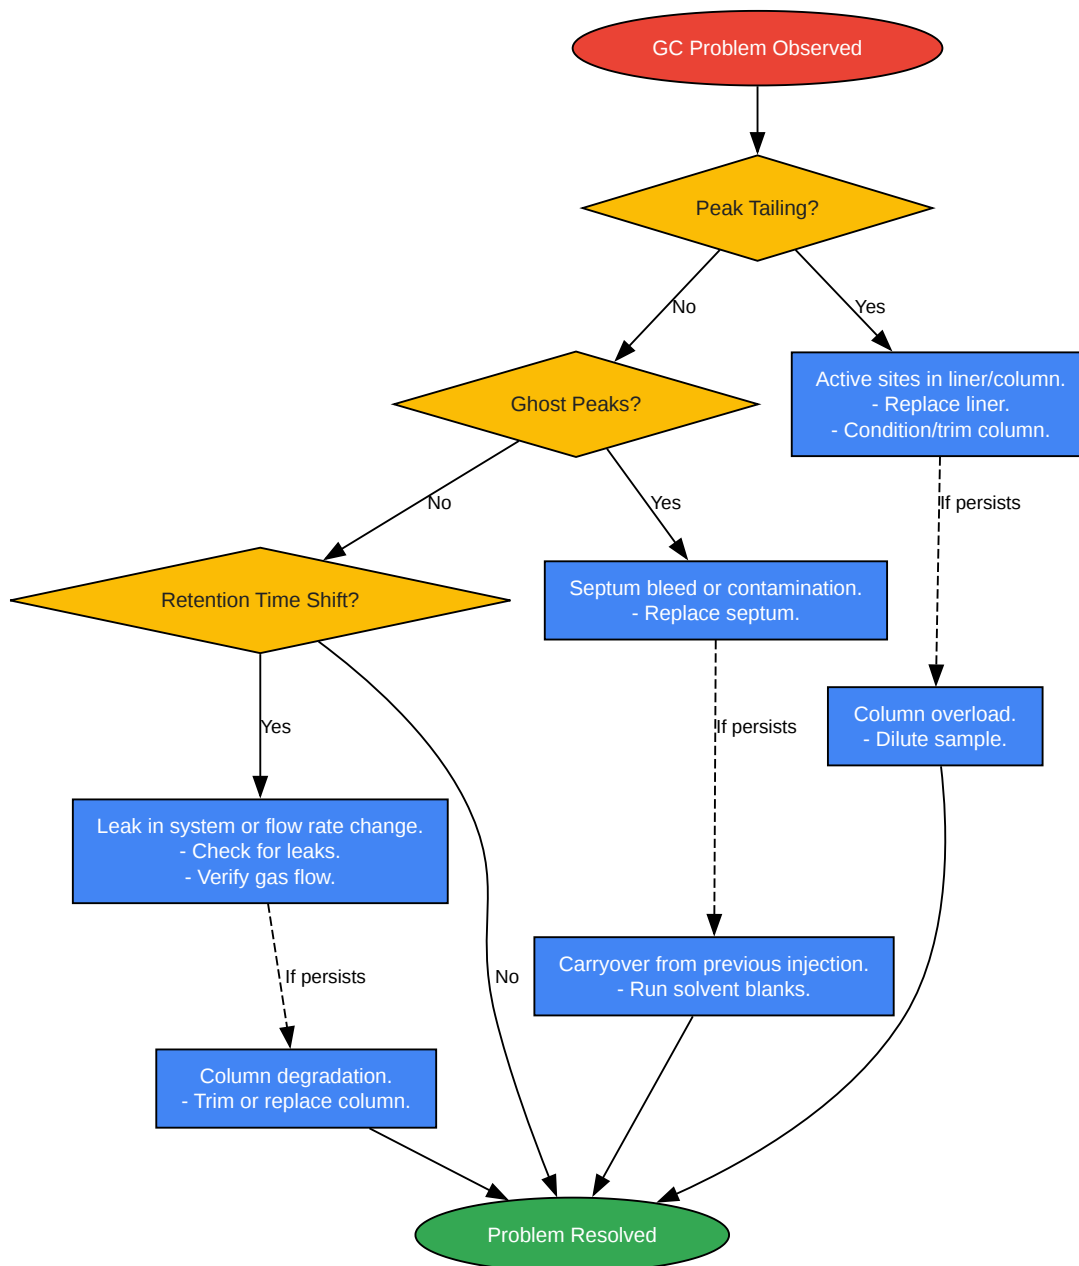 GC Problem Observed
Peak Tailing?
No
Yes
Ghost Peaks?
Active sites in liner/column.
- Replace liner.
- Condition/trim column.
No
Yes
If persists
Retention Time Shift?
Septum bleed or contamination.
- Replace septum.
Yes
If persists
Column overload.
- Dilute sample.
Leak in system or flow rate change.
- Check for leaks.
- Verify gas flow.
If persists
No
Carryover from previous injection.
- Run solvent blanks.
Column degradation.
- Trim or replace column.
Problem Resolved